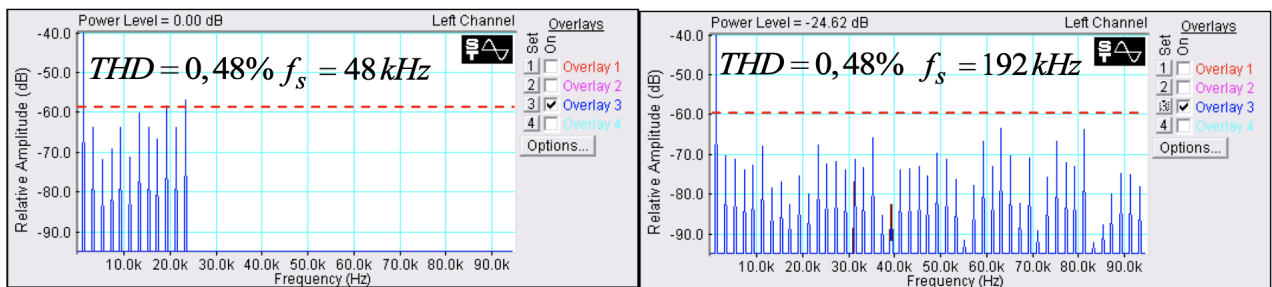 Power Level = 0.00 dB Left Channel
Overlays
Set
On
S
T
THD = 0,48% f_s = 48 kHz
1 Overlay 1
2 Overlay 2
3 Overlay 3
4 Overlay 4
Options...
Relative Amplitude (dB)
-40.0
-50.0
-60.0
-70.0
-80.0
-90.0
10.0k 20.0k 30.0k 40.0k 50.0k 60.0k 70.0k 80.0k 90.0k
Frequency (Hz)
Power Level = -24.62 dB Left Channel
Overlays
Set
On
S
T
THD = 0,48% f_s = 192 kHz
1 Overlay 1
2 Overlay 2
3 Overlay 3
4 Overlay 4
Options...
Relative Amplitude (dB)
-40.0
-50.0
-60.0
-70.0
-80.0
-90.0
10.0k 20.0k 30.0k 40.0k 50.0k 60.0k 70.0k 80.0k 90.0k
Frequency (Hz)